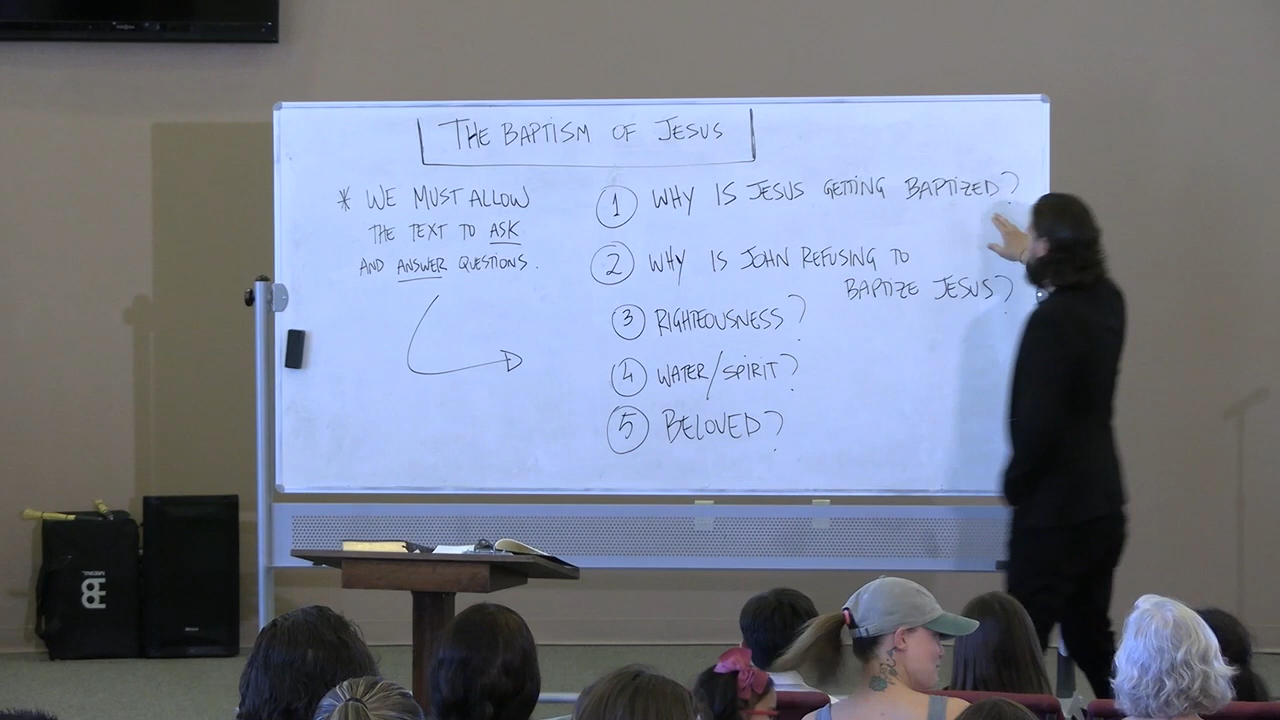 THE BAPTISM OF JESUS
* WE MUST ALLOW
THE TEXT TO ASK
AND ANSWER QUESTIONS.
1 WHY IS JESUS GETTING BAPTIZED?
2 WHY IS JOHN REFUSING TO
BAPTIZE JESUS?
3 RIGHTEOUSNESS?
4 WATER/SPIRIT?
5 BELOVED?
MEINL